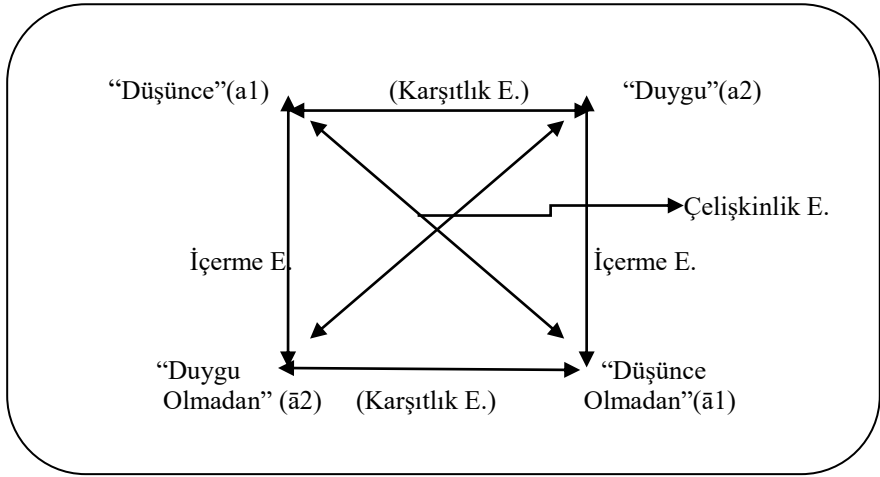 “Düşünce”(a1) (Karşıtlık E.) “Duygu”(a2)
Çelişkinlik E.
İçerme E. İçerme E.
“Duygu “Düşünce
Olmadan” (ā2) (Karşıtlık E.) Olmadan”(ā1)